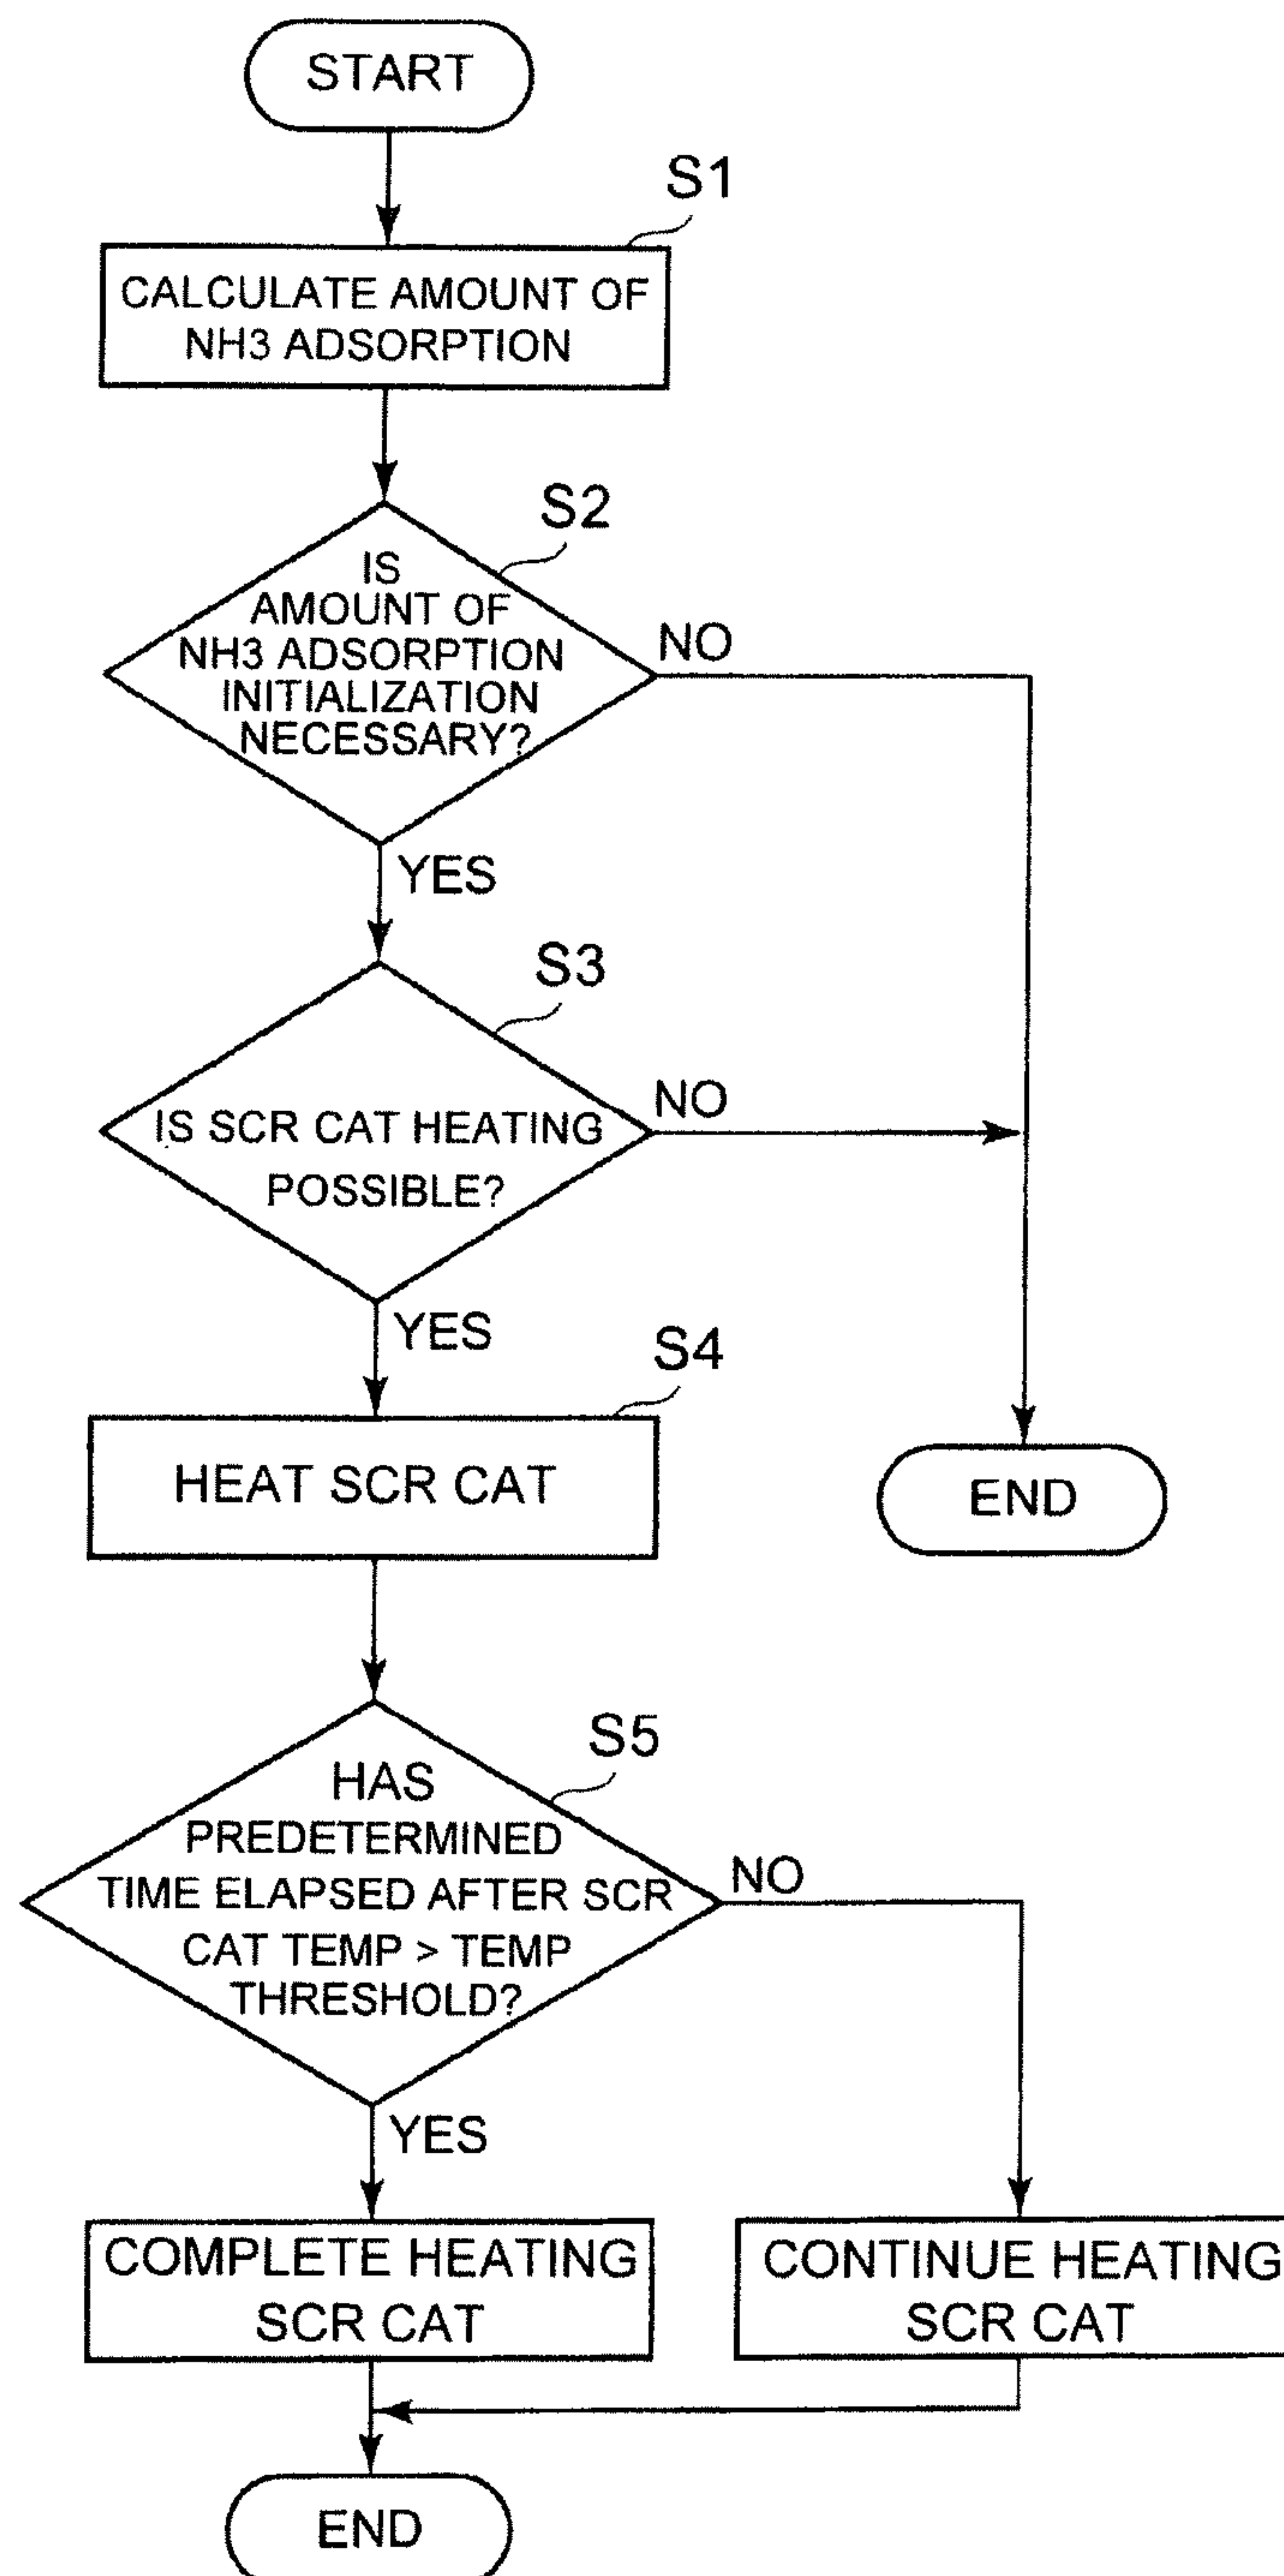 START
S1
CALCULATE AMOUNT OF
NH3 ADSORPTION
S2
IS
AMOUNT OF
NH3 ADSORPTION
INITIALIZATION
NECESSARY?
NO
YES
S3
IS SCR CAT HEATING
POSSIBLE?
NO
YES
S4
HEAT SCR CAT
END
S5
HAS
PREDETERMINED
TIME ELAPSED AFTER SCR
CAT TEMP > TEMP
THRESHOLD?
NO
YES
COMPLETE HEATING
SCR CAT
CONTINUE HEATING
SCR CAT
END